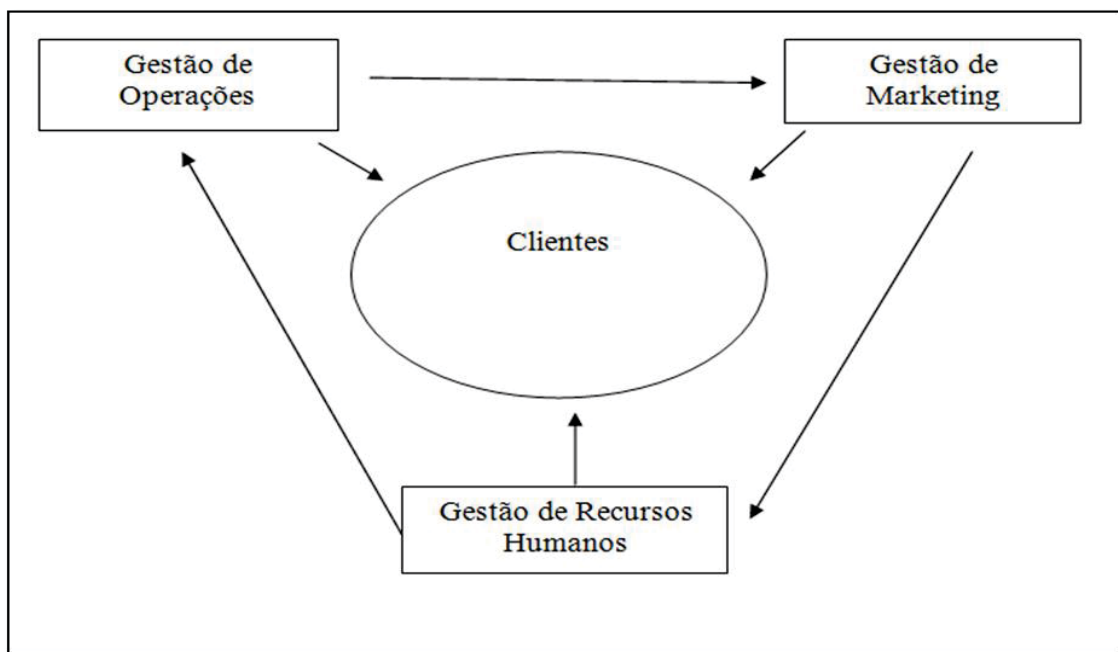 Gestão de
Operações
Gestão de
Marketing
Clientes
Gestão de Recursos
Humanos